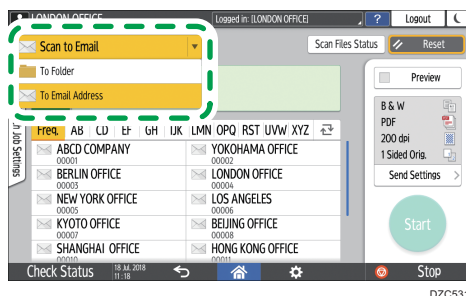 LONDON OFFICE
Logged in: [LONDON OFFICE]
?
Logout
Scan to Email
Scan Files Status
Reset
To Folder
To Email Address
Preview
B & W
PDF
200 dpi
1 Sided Orig.
Send Settings
Start
Job Settings
Freq. AB CD EF GH IJK LMN OPQ RST UVW XYZ
ABCD COMPANY
00001
YOKOHAMA OFFICE
00002
BERLIN OFFICE
00003
LONDON OFFICE
00004
NEW YORK OFFICE
00005
LOS ANGELES
00006
KYOTO OFFICE
00007
BEIJING OFFICE
00008
SHANGHAI OFFICE
HONG KONG OFFICE
Check Status
18 Jul. 2018
11:18
Stop